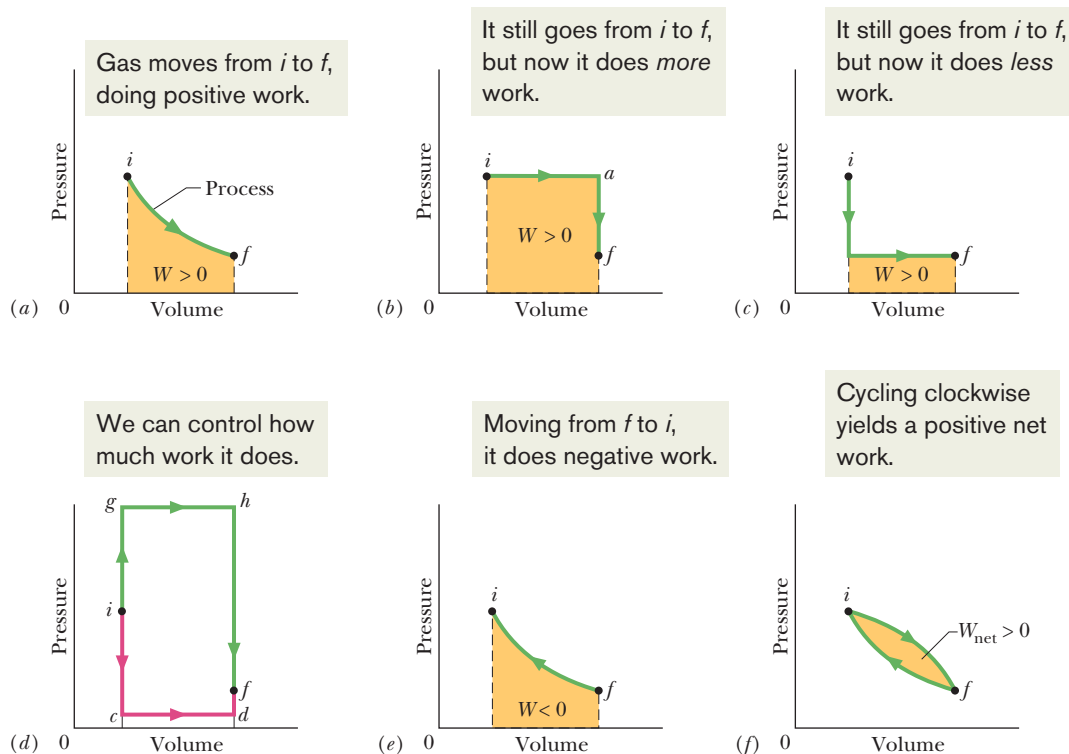 Gas moves from i to f,
doing positive work.
Pressure
i
Process
f
W > 0
(a)
0
Volume
It still goes from i to f,
but now it does more
work.
Pressure
i
a
W > 0
f
(b)
0
Volume
It still goes from i to f,
but now it does less
work.
Pressure
i
f
W > 0
(c)
0
Volume
We can control how
much work it does.
Pressure
g
h
i
f
c
d
(d)
0
Volume
Moving from f to i,
it does negative work.
Pressure
i
f
W < 0
(e)
0
Volume
Cycling clockwise
yields a positive net
work.
Pressure
i
Wnet > 0
f
(f)
0
Volume